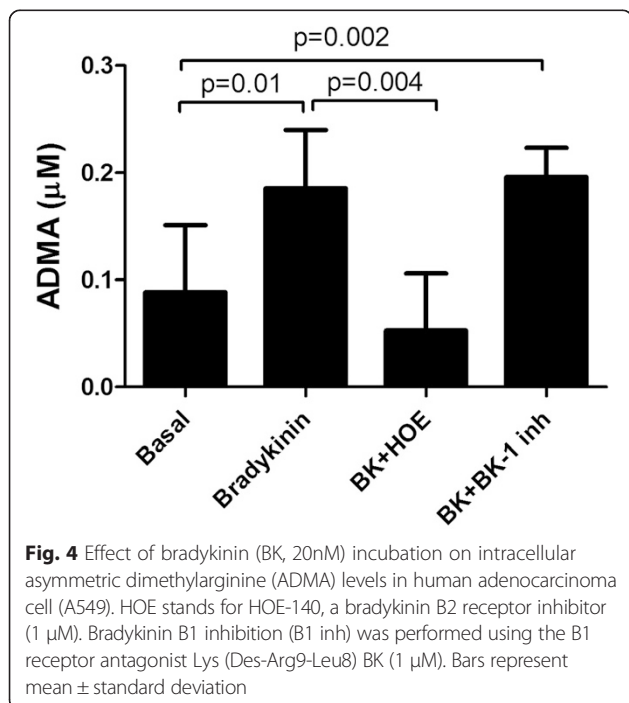 p=0.002
p=0.01
p=0.004
0.3
0.2
0.1
0.0
ADMA (μM)
Basal
Bradykinin
BK+HOE
BK+BK-1 inh
Fig. 4 Effect of bradykinin (BK, 20nM) incubation on intracellular
asymmetric dimethylarginine (ADMA) levels in human adenocarcinoma
cell (A549). HOE stands for HOE-140, a bradykinin B2 receptor inhibitor
(1 μM). Bradykinin B1 inhibition (B1 inh) was performed using the B1
receptor antagonist Lys (Des-Arg9-Leu8) BK (1 μM). Bars represent
mean ± standard deviation